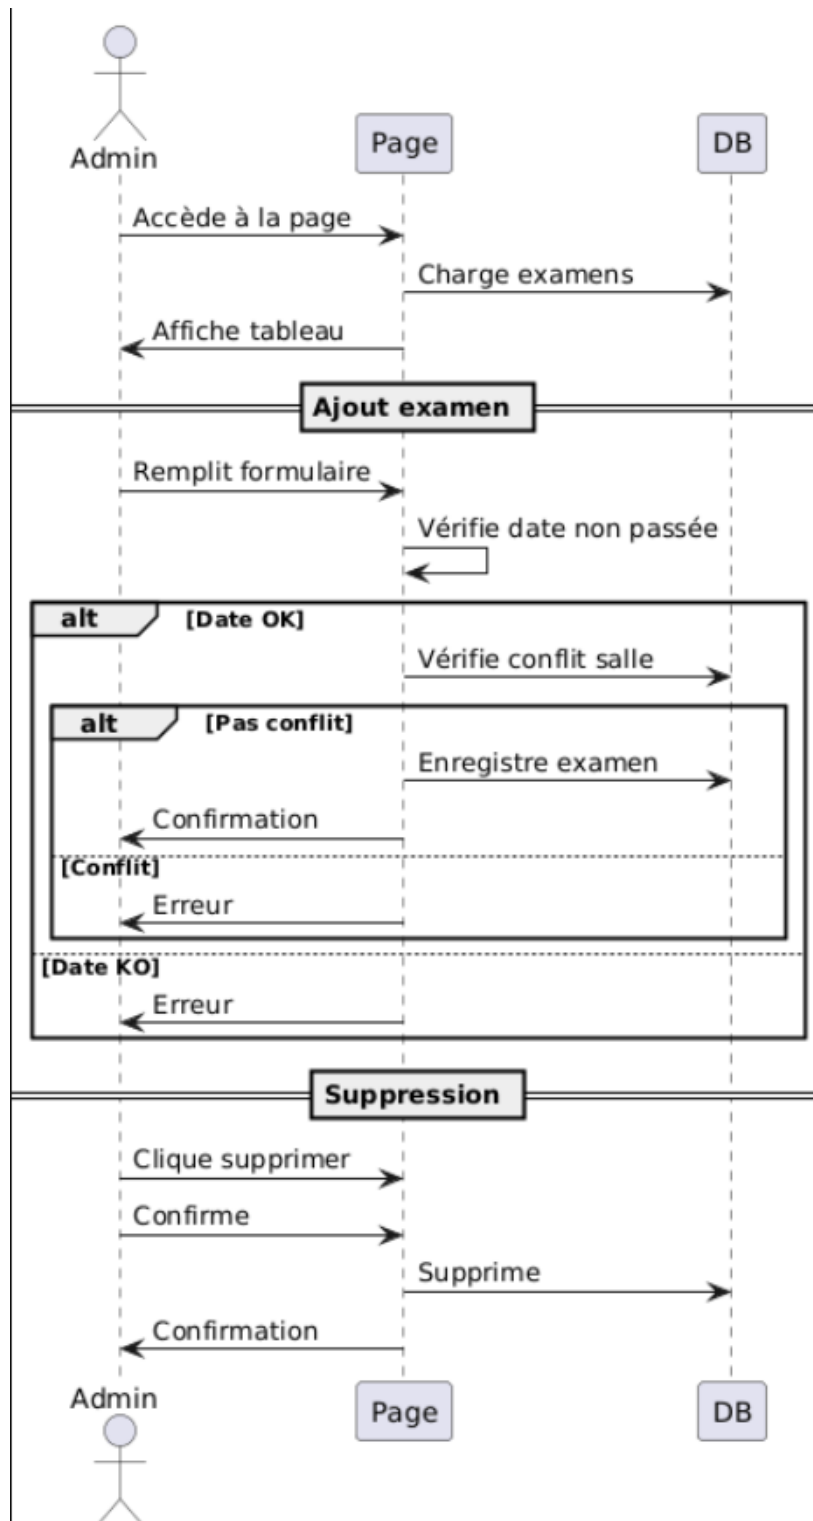 Admin
Page
DB
Accède à la page
Charge examens
Affiche tableau
Ajout examen
Remplit formulaire
Vérifie date non passée
alt [Date OK]
Vérifie conflit salle
alt [Pas conflit]
Enregistre examen
Confirmation
[Conflit]
Erreur
[Date KO]
Erreur
Suppression
Clique supprimer
Confirme
Supprime
Confirmation
Admin
Page
DB